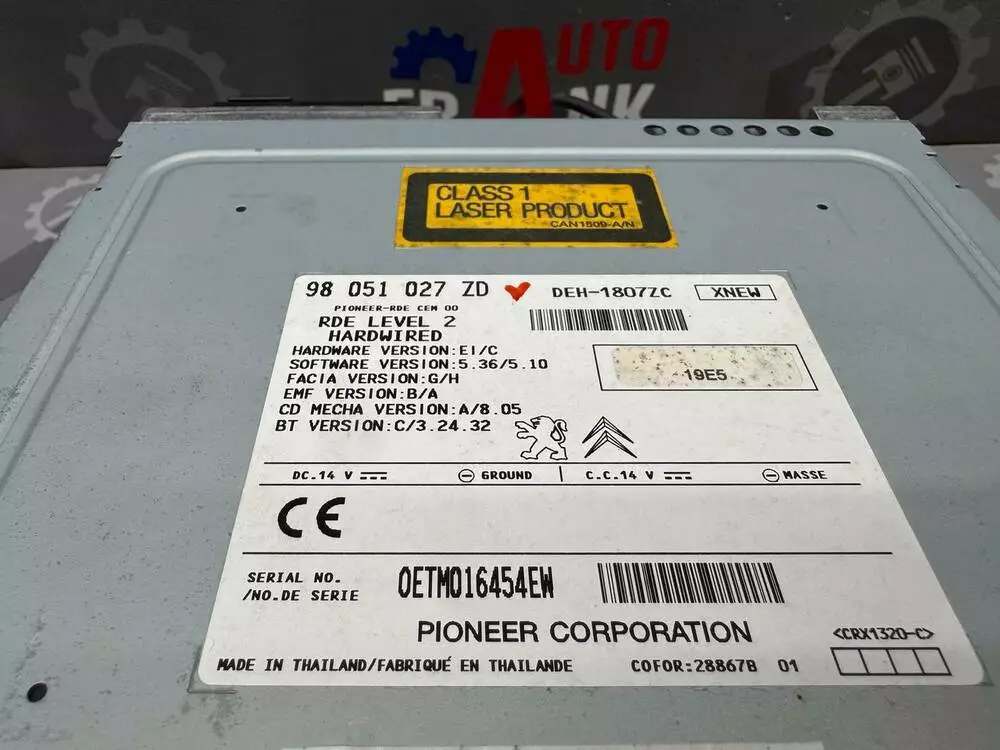 AUTO
FRANK
CLASS 1
LASER PRODUCT
CAN1509-A/N
98 051 027 ZD
DEH-1807ZC
XNEW
PIONEER-RDE CEM 00
RDE LEVEL 2
HARDWIRED
HARDWARE VERSION:EI/C
SOFTWARE VERSION:5.36/5.10
FACIA VERSION:G/H
EMF VERSION:B/A
CD MECHA VERSION:A/8.05
BT VERSION:C/3.24.32
19E5
DC.14 V GROUND C.C.14 V MASSE
CE
SERIAL NO.
/NO.DE SERIE
0ETM016454EW
PIONEER CORPORATION
<CRX1320-C>
MADE IN THAILAND/FABRIQUÉ EN THAILANDE
COFOR:28867B 01